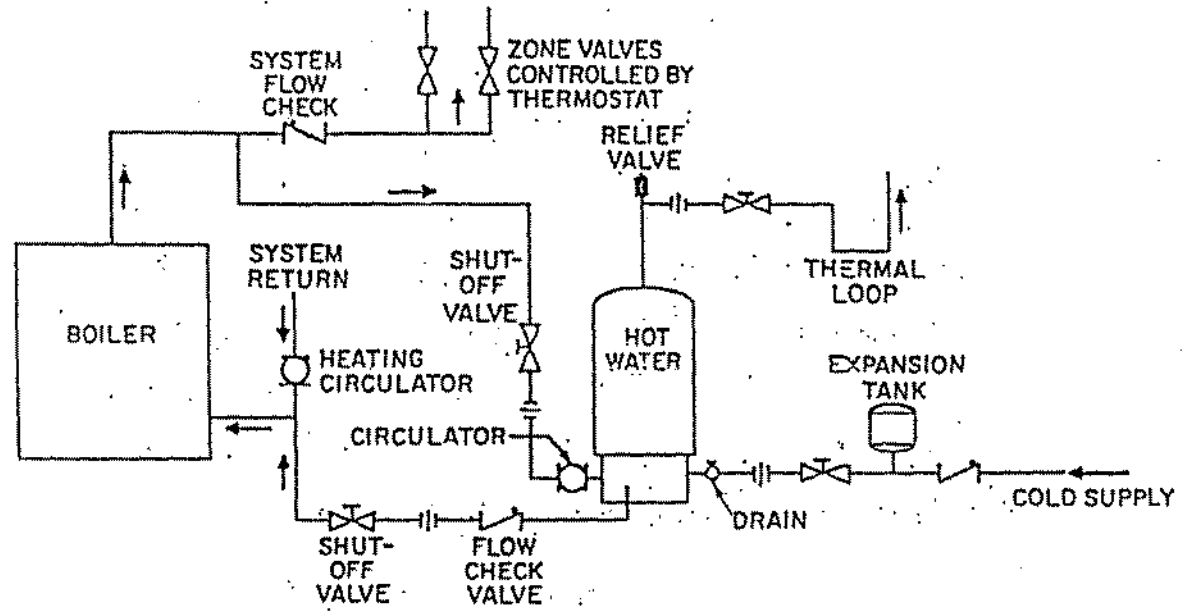 SYSTEM
FLOW
CHECK
ZONE VALVES
CONTROLLED BY
THERMOSTAT
RELIEF
VALVE
SYSTEM
RETURN
SHUT-
OFF
VALVE
THERMAL
LOOP
BOILER
HOT
WATER
HEATING
CIRCULATOR
EXPANSION
TANK
CIRCULATOR
COLD SUPPLY
DRAIN
SHUT-
OFF
VALVE
FLOW
CHECK
VALVE